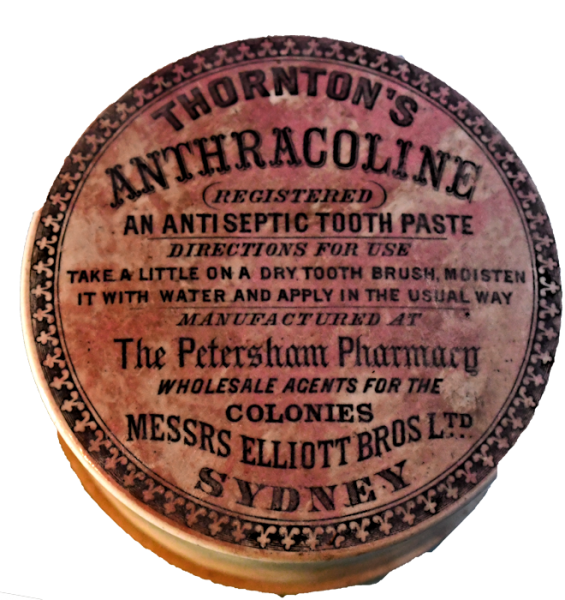 THORNTON'S
ANTHRACOLINE
(REGISTERED)
AN ANTISEPTIC TOOTH PASTE
DIRECTIONS FOR USE
TAKE A LITTLE ON A DRY TOOTH BRUSH, MOISTEN
IT WITH WATER AND APPLY IN THE USUAL WAY
MANUFACTURED AT
The Petersham Pharmacy
WHOLESALE AGENTS FOR THE
COLONIES
MESSRS ELLIOTT BROS LTD
SYDNEY